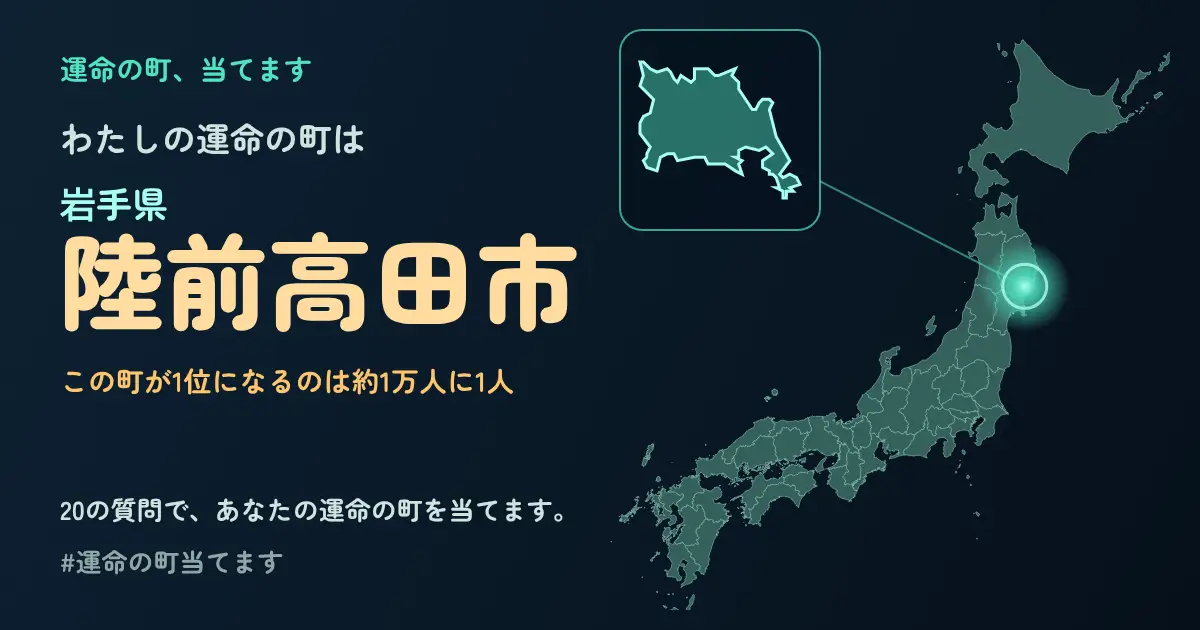 運命の町、当てます
わたしの運命の町は
岩手県
陸前高田市
この町が1位になるのは約1万人に1人
20の質問で、あなたの運命の町を当てます。
#運命の町当てます